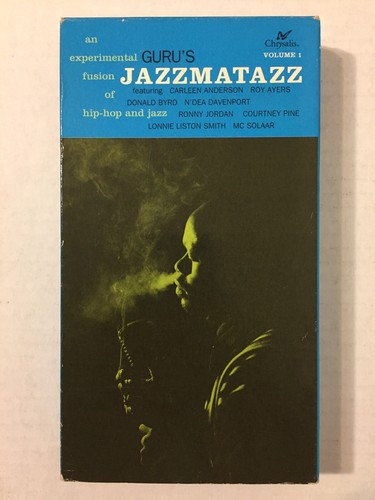 an
experimental GURU'S
fusion JAZZMATAZZ
of
hip-hop and jazz
Chrysalis.
VOLUME 1
featuring CARLEEN ANDERSON ROY AYERS
DONALD BYRD N'DEA DAVENPORT
RONNY JORDAN COURTNEY PINE
LONNIE LISTON SMITH MC SOLAAR